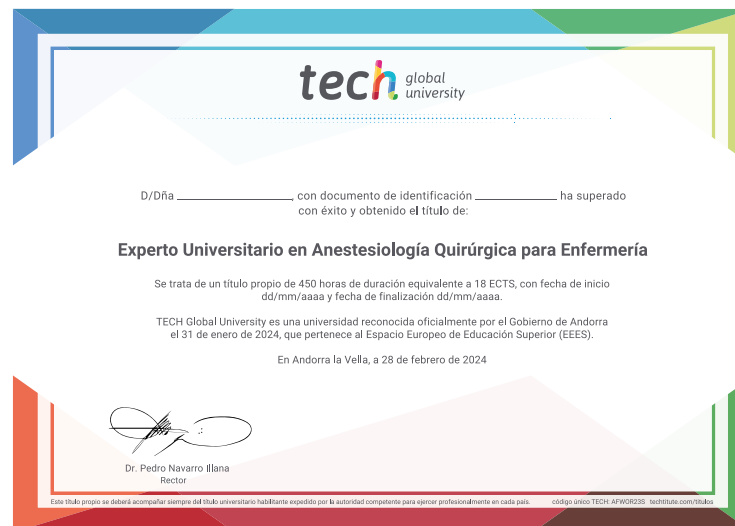 tech global university
D/Dña ____________, con documento de identificación ____________ ha superado
con éxito y obtenido el título de:
Experto Universitario en Anestesiología Quirúrgica para Enfermería
Se trata de un título propio de 450 horas de duración equivalente a 18 ECTS, con fecha de inicio
dd/mm/aaaa y fecha de finalización dd/mm/aaaa.
TECH Global University es una universidad reconocida oficialmente por el Gobierno de Andorra
el 31 de enero de 2024, que pertenece al Espacio Europeo de Educación Superior (EEES).
En Andorra la Vella, a 28 de febrero de 2024
Dr. Pedro Navarro Illana
Rector
Este título propio se deberá acompañar siempre del título universitario habilitante expedido por la autoridad competente para ejercer profesionalmente en cada país. código único TECH: AFWOR23S techtitute.com/titulos